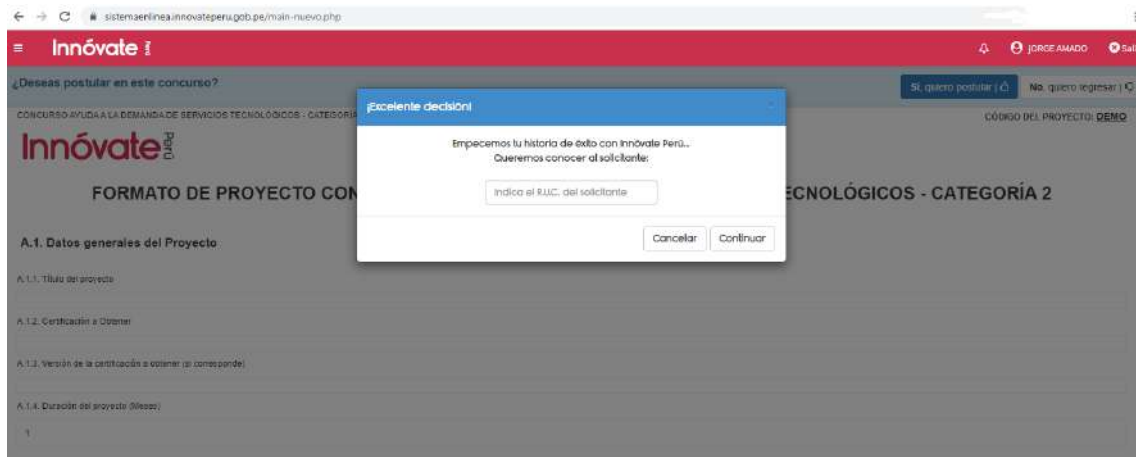 sistemaenlinea.innovateperu.gob.pe/main-nuevo.php
Innóvate Perú
JORGE AMADO
Sali
¿Deseas postular en este concurso?
Si, quiero postular |
No, quiero regresar |
CONCURSO AYUDA A LA DEMANDA DE SERVICIOS TECNOLÓGICOS - CATEGORÍA
CÓDIGO DEL PROYECTO: DEMO
Innóvate Perú
FORMATO DE PROYECTO CON
ECNOLÓGICOS - CATEGORÍA 2
¡Excelente decisión!
Empecemos tu historia de éxito con Innóvate Perú...
Queremos conocer al solicitante:
Indica el R.U.C. del solicitante
Cancelar
Continuar
A.1. Datos generales del Proyecto
A.1.1. Título del proyecto
A.1.2. Certificación a Obtener
A.1.3. Versión de la certificación a obtener (si corresponde)
A.1.4. Duración del proyecto (Meses)
1